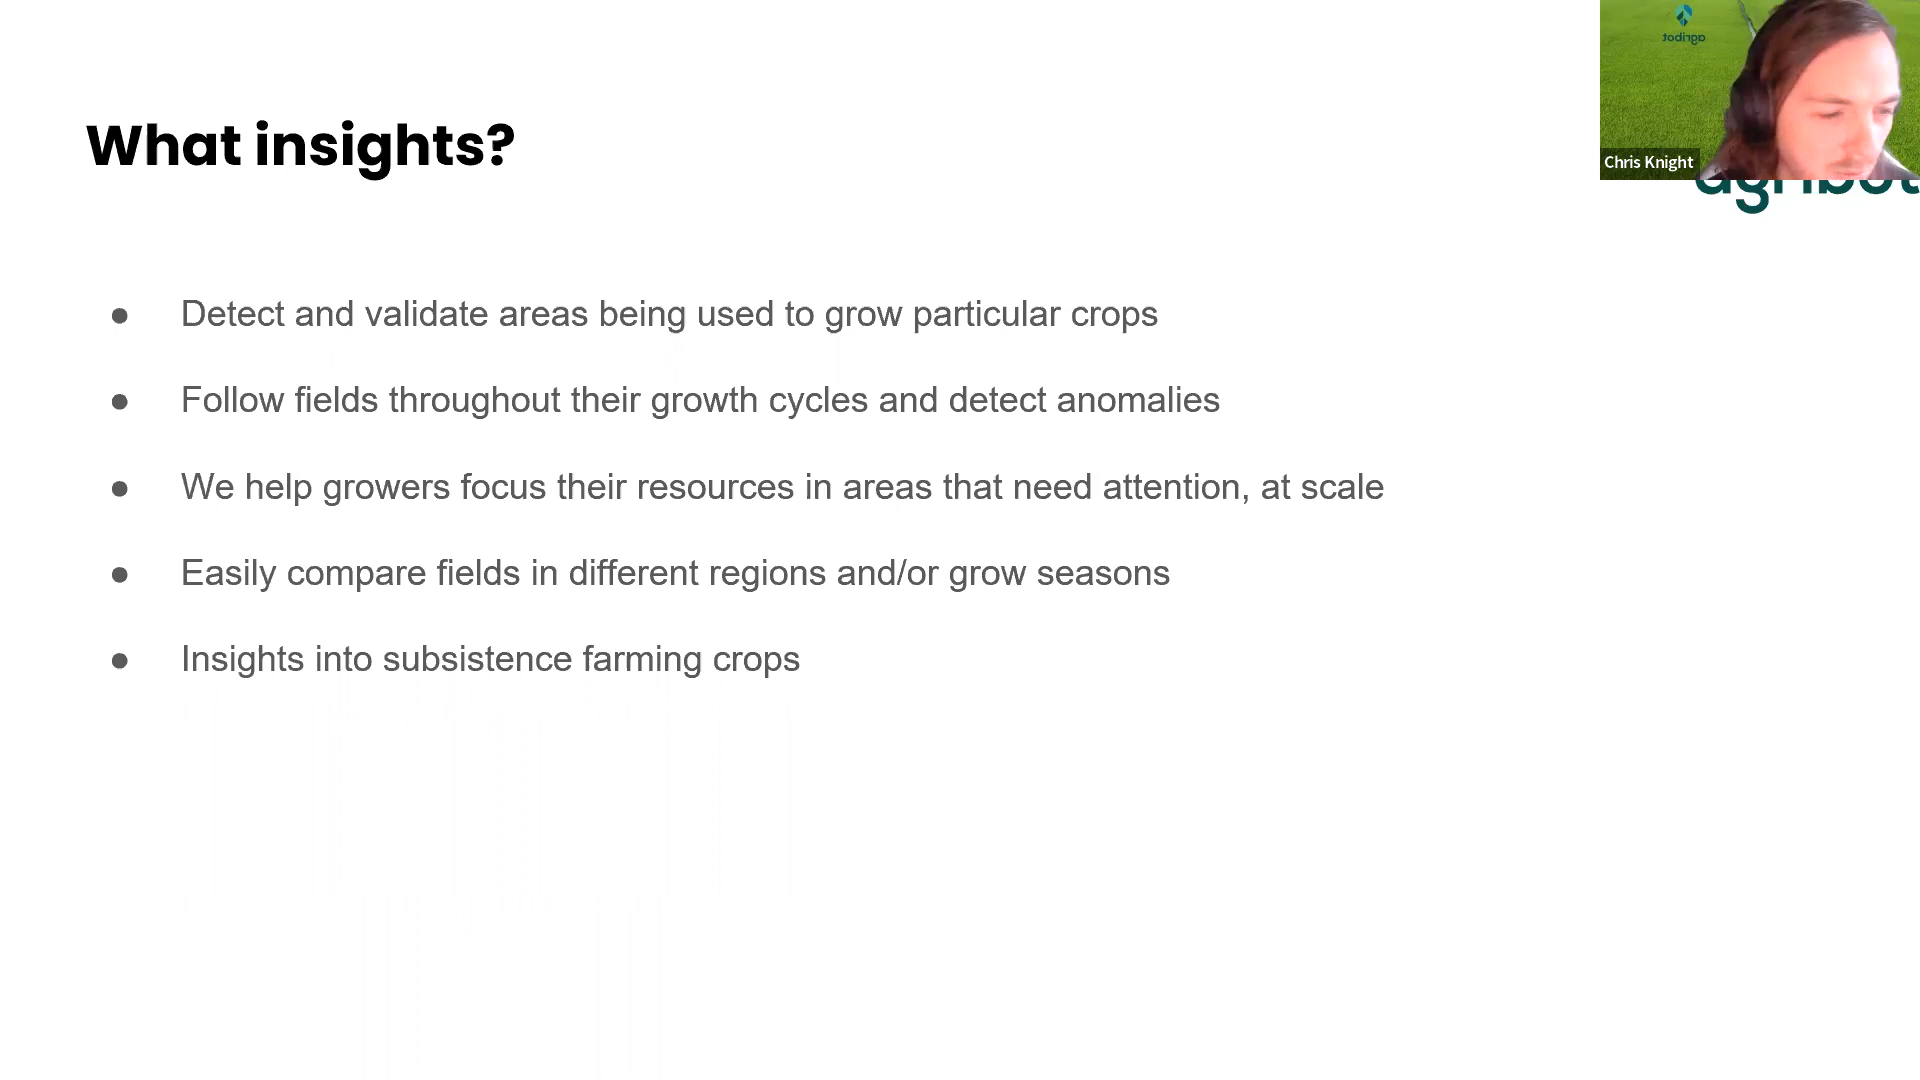 What insights?
agribot
Chris Knight
agribot
● Detect and validate areas being used to grow particular crops
● Follow fields throughout their growth cycles and detect anomalies
● We help growers focus their resources in areas that need attention, at scale
● Easily compare fields in different regions and/or grow seasons
● Insights into subsistence farming crops